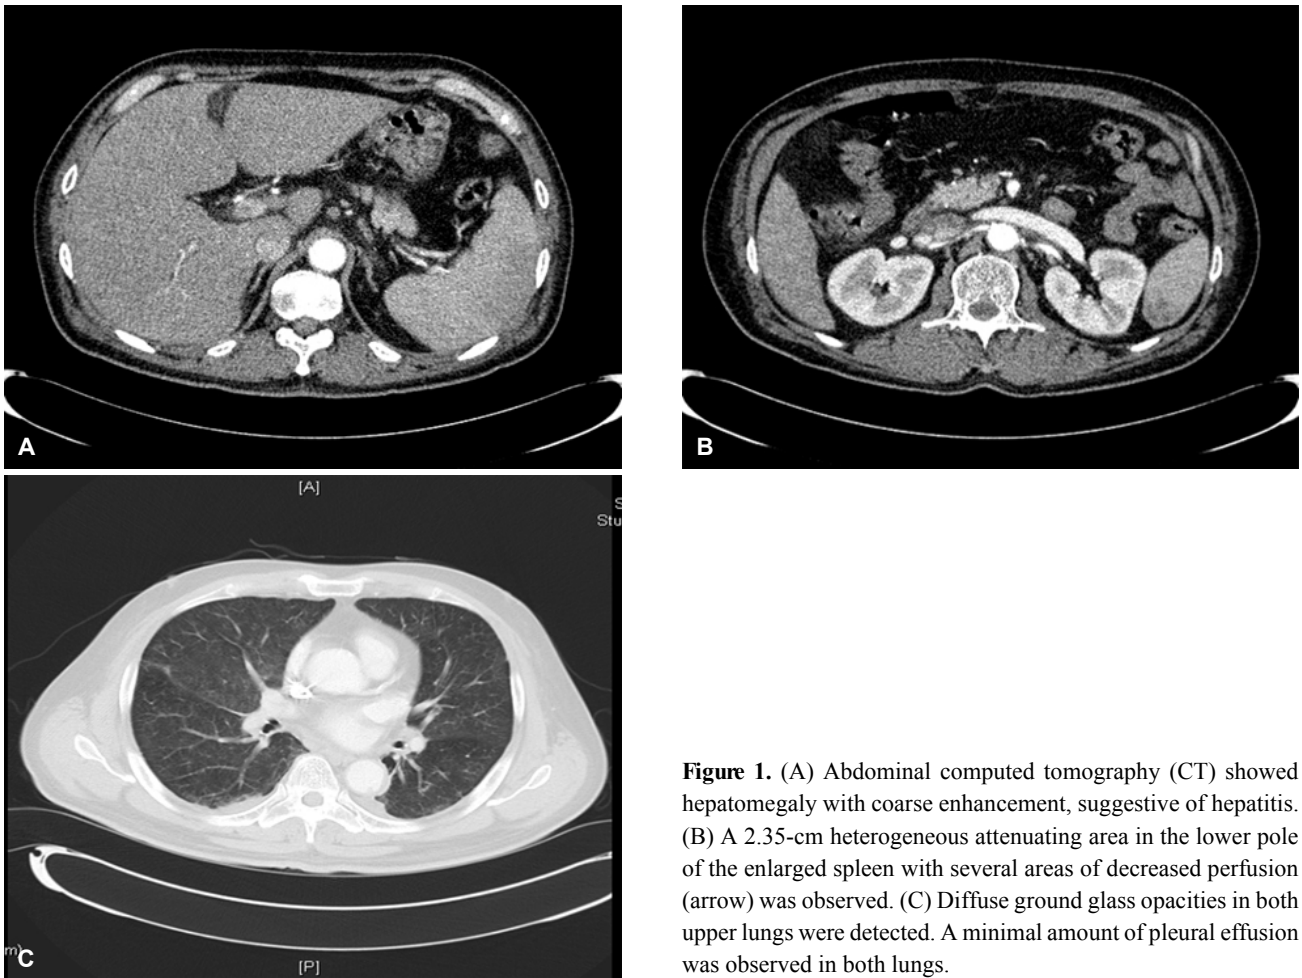 A
B
[A]
S
Stu
m)
C
[P]
Figure 1. (A) Abdominal computed tomography (CT) showed
hepatomegaly with coarse enhancement, suggestive of hepatitis.
(B) A 2.35-cm heterogeneous attenuating area in the lower pole
of the enlarged spleen with several areas of decreased perfusion
(arrow) was observed. (C) Diffuse ground glass opacities in both
upper lungs were detected. A minimal amount of pleural effusion
was observed in both lungs.